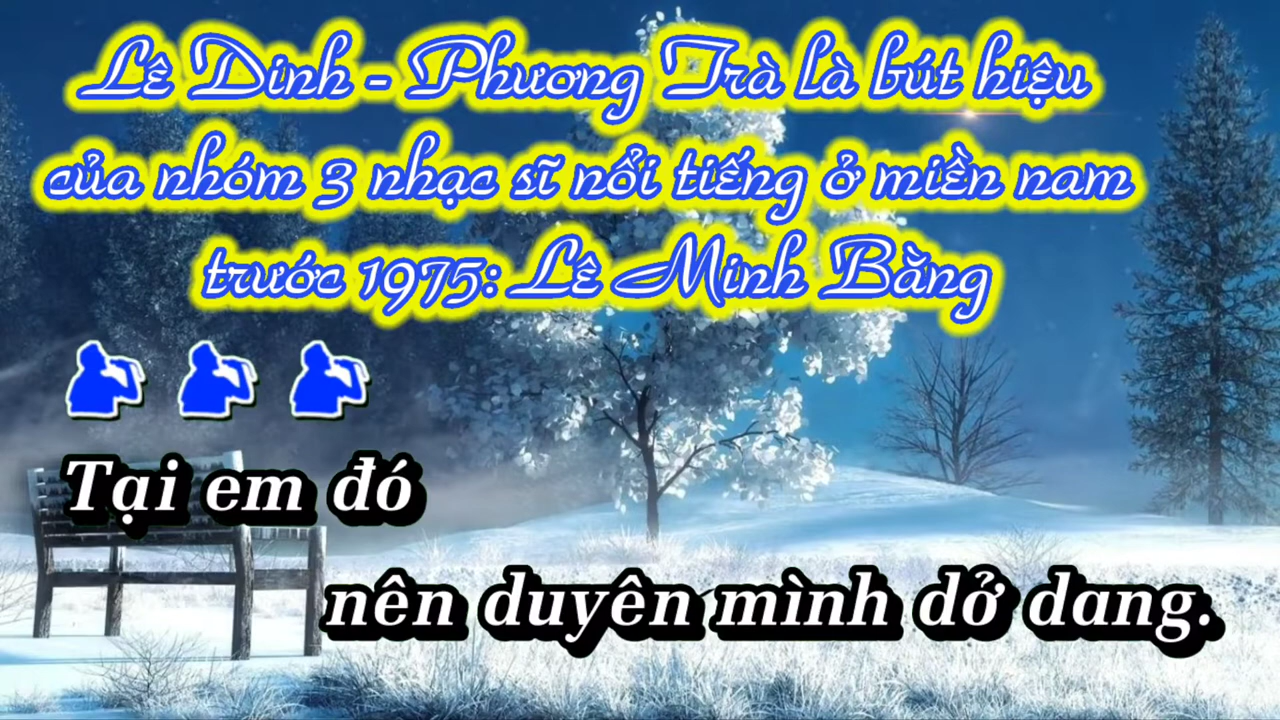 Lê Dinh - Phương Trà là bút hiệu
của nhóm 3 nhạc sĩ nổi tiếng ở miền nam
trước 1975: Lê Minh Bằng
Tại em đó
nên duyên mình dở dang.